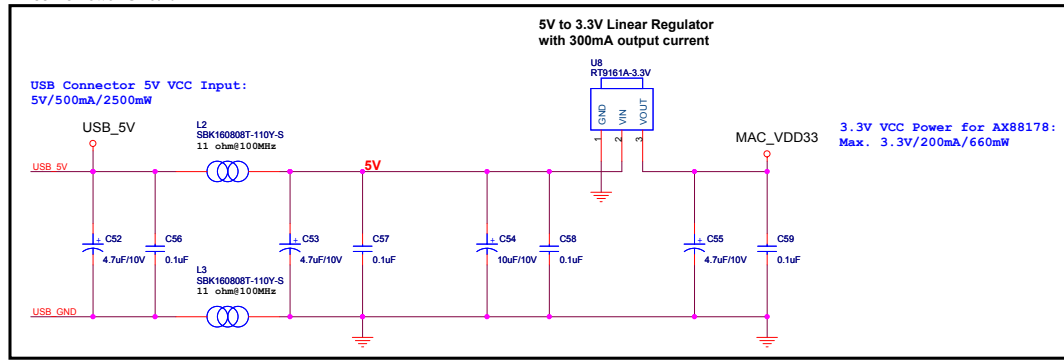 5V to 3.3V Linear Regulator
with 300mA output current
U8
RT9161A-3.3V
GND
VIN
VOUT
1
2
3
USB Connector 5V VCC Input:
5V/500mA/2500mW
USB_5V
L2
SBK160808T-110Y-S
11 ohm@100MHz
MAC_VDD33
3.3V VCC Power for AX88178:
Max. 3.3V/200mA/660mW
USB_5V
5V
C52
4.7uF/10V
C56
0.1uF
C53
4.7uF/10V
C57
0.1uF
C54
10uF/10V
C58
0.1uF
C55
4.7uF/10V
C59
0.1uF
L3
SBK160808T-110Y-S
11 ohm@100MHz
USB_GND